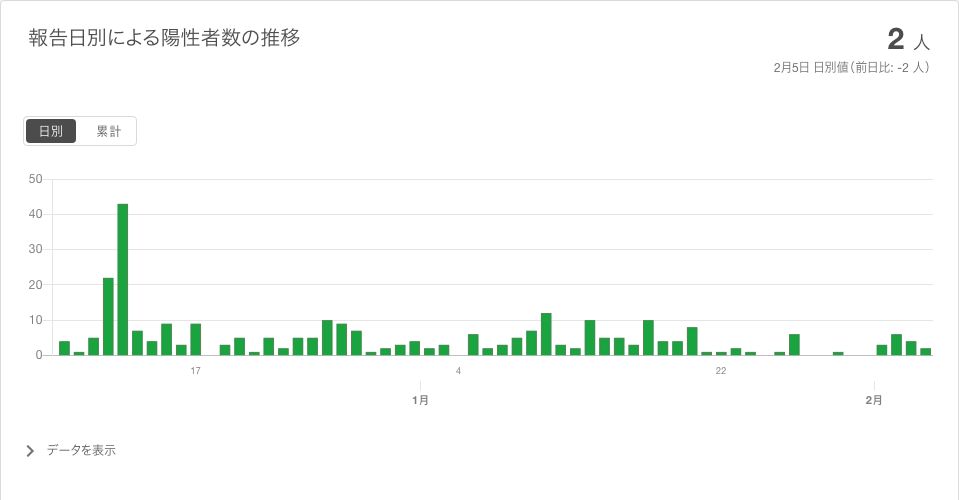 報告日別による陽性者数の推移
2 人
2月5日 日別値（前日比: -2 人）
日別 累計
50
40
30
20
10
0
17 4 22
1月 2月
データを表示